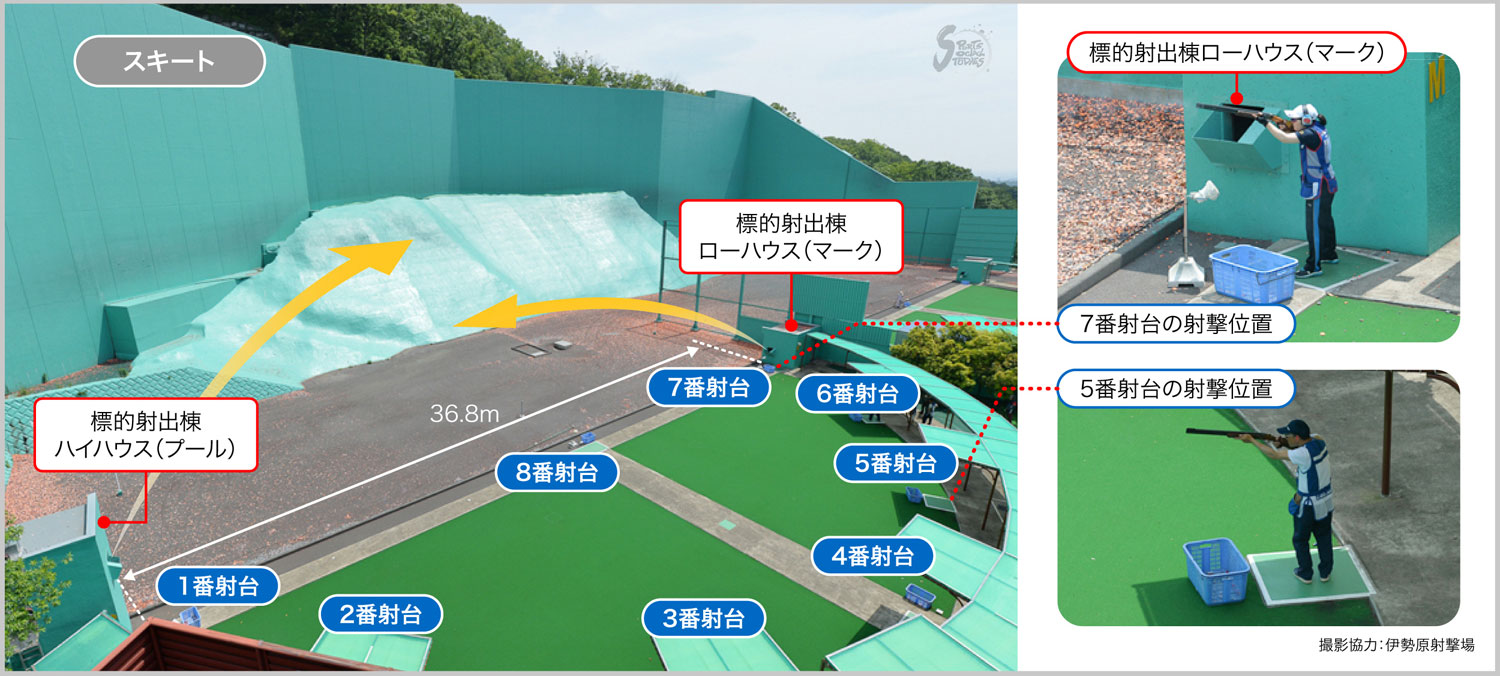 スキート
SPORTS
SOCIAL
STORIES
標的射出棟
ローハウス（マーク）
標的射出棟
ハイハウス（プール）
36.8m
1番射台
2番射台
3番射台
4番射台
5番射台
6番射台
7番射台
8番射台
標的射出棟ローハウス（マーク）
M
7番射台の射撃位置
5番射台の射撃位置
撮影協力：伊勢原射撃場